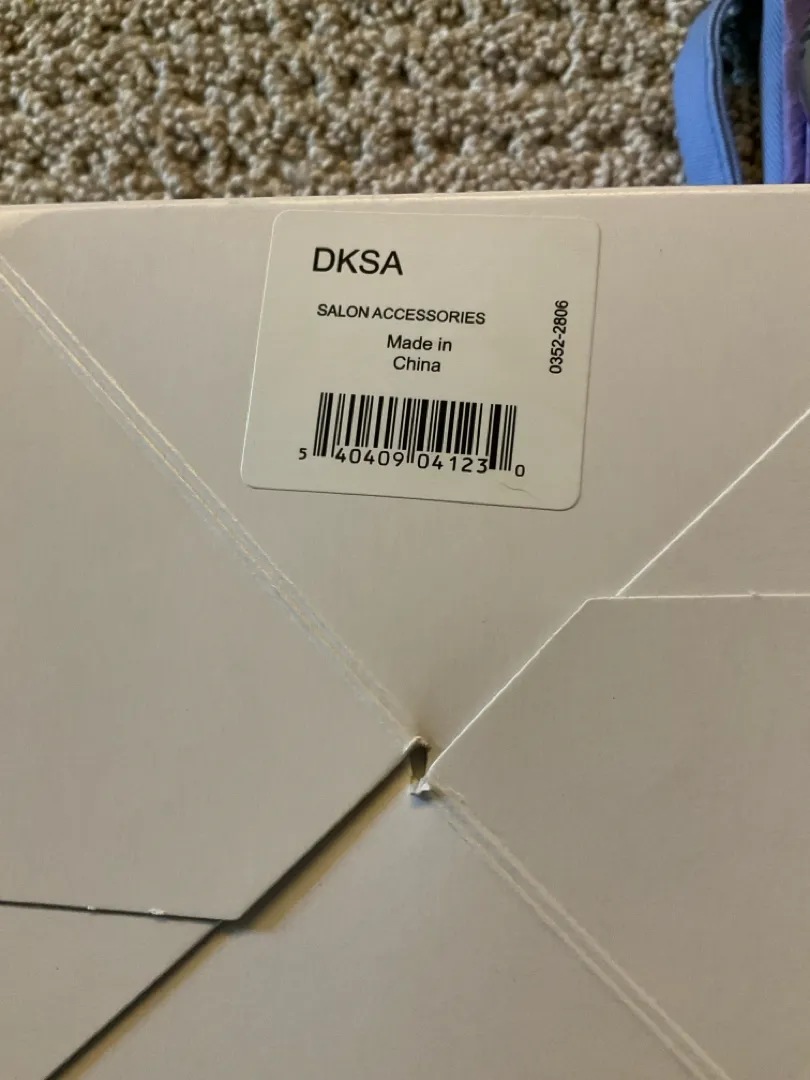 DKSA
SALON ACCESSORIES
Made in
China
0352-2806
5 40409 04123 0